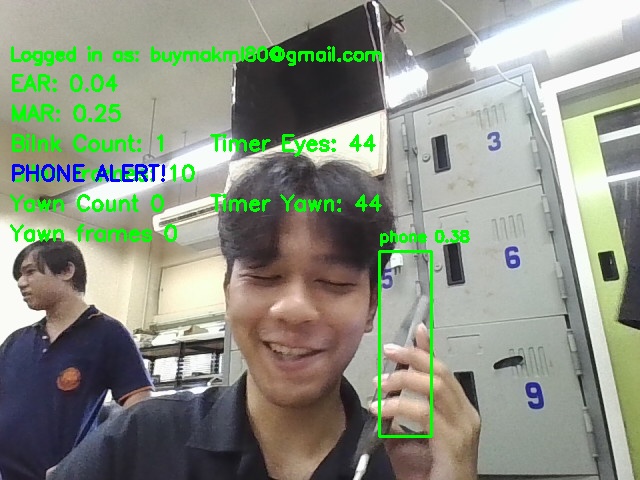 Logged in as: buymakml80@gmail.com
EAR: 0.04
MAR: 0.25
Blink Count: 1 Timer Eyes: 44
PHONE ALERT! 10
Yawn Count 0 Timer Yawn: 44
Yawn frames 0
phone 0.38
3
5
6
9